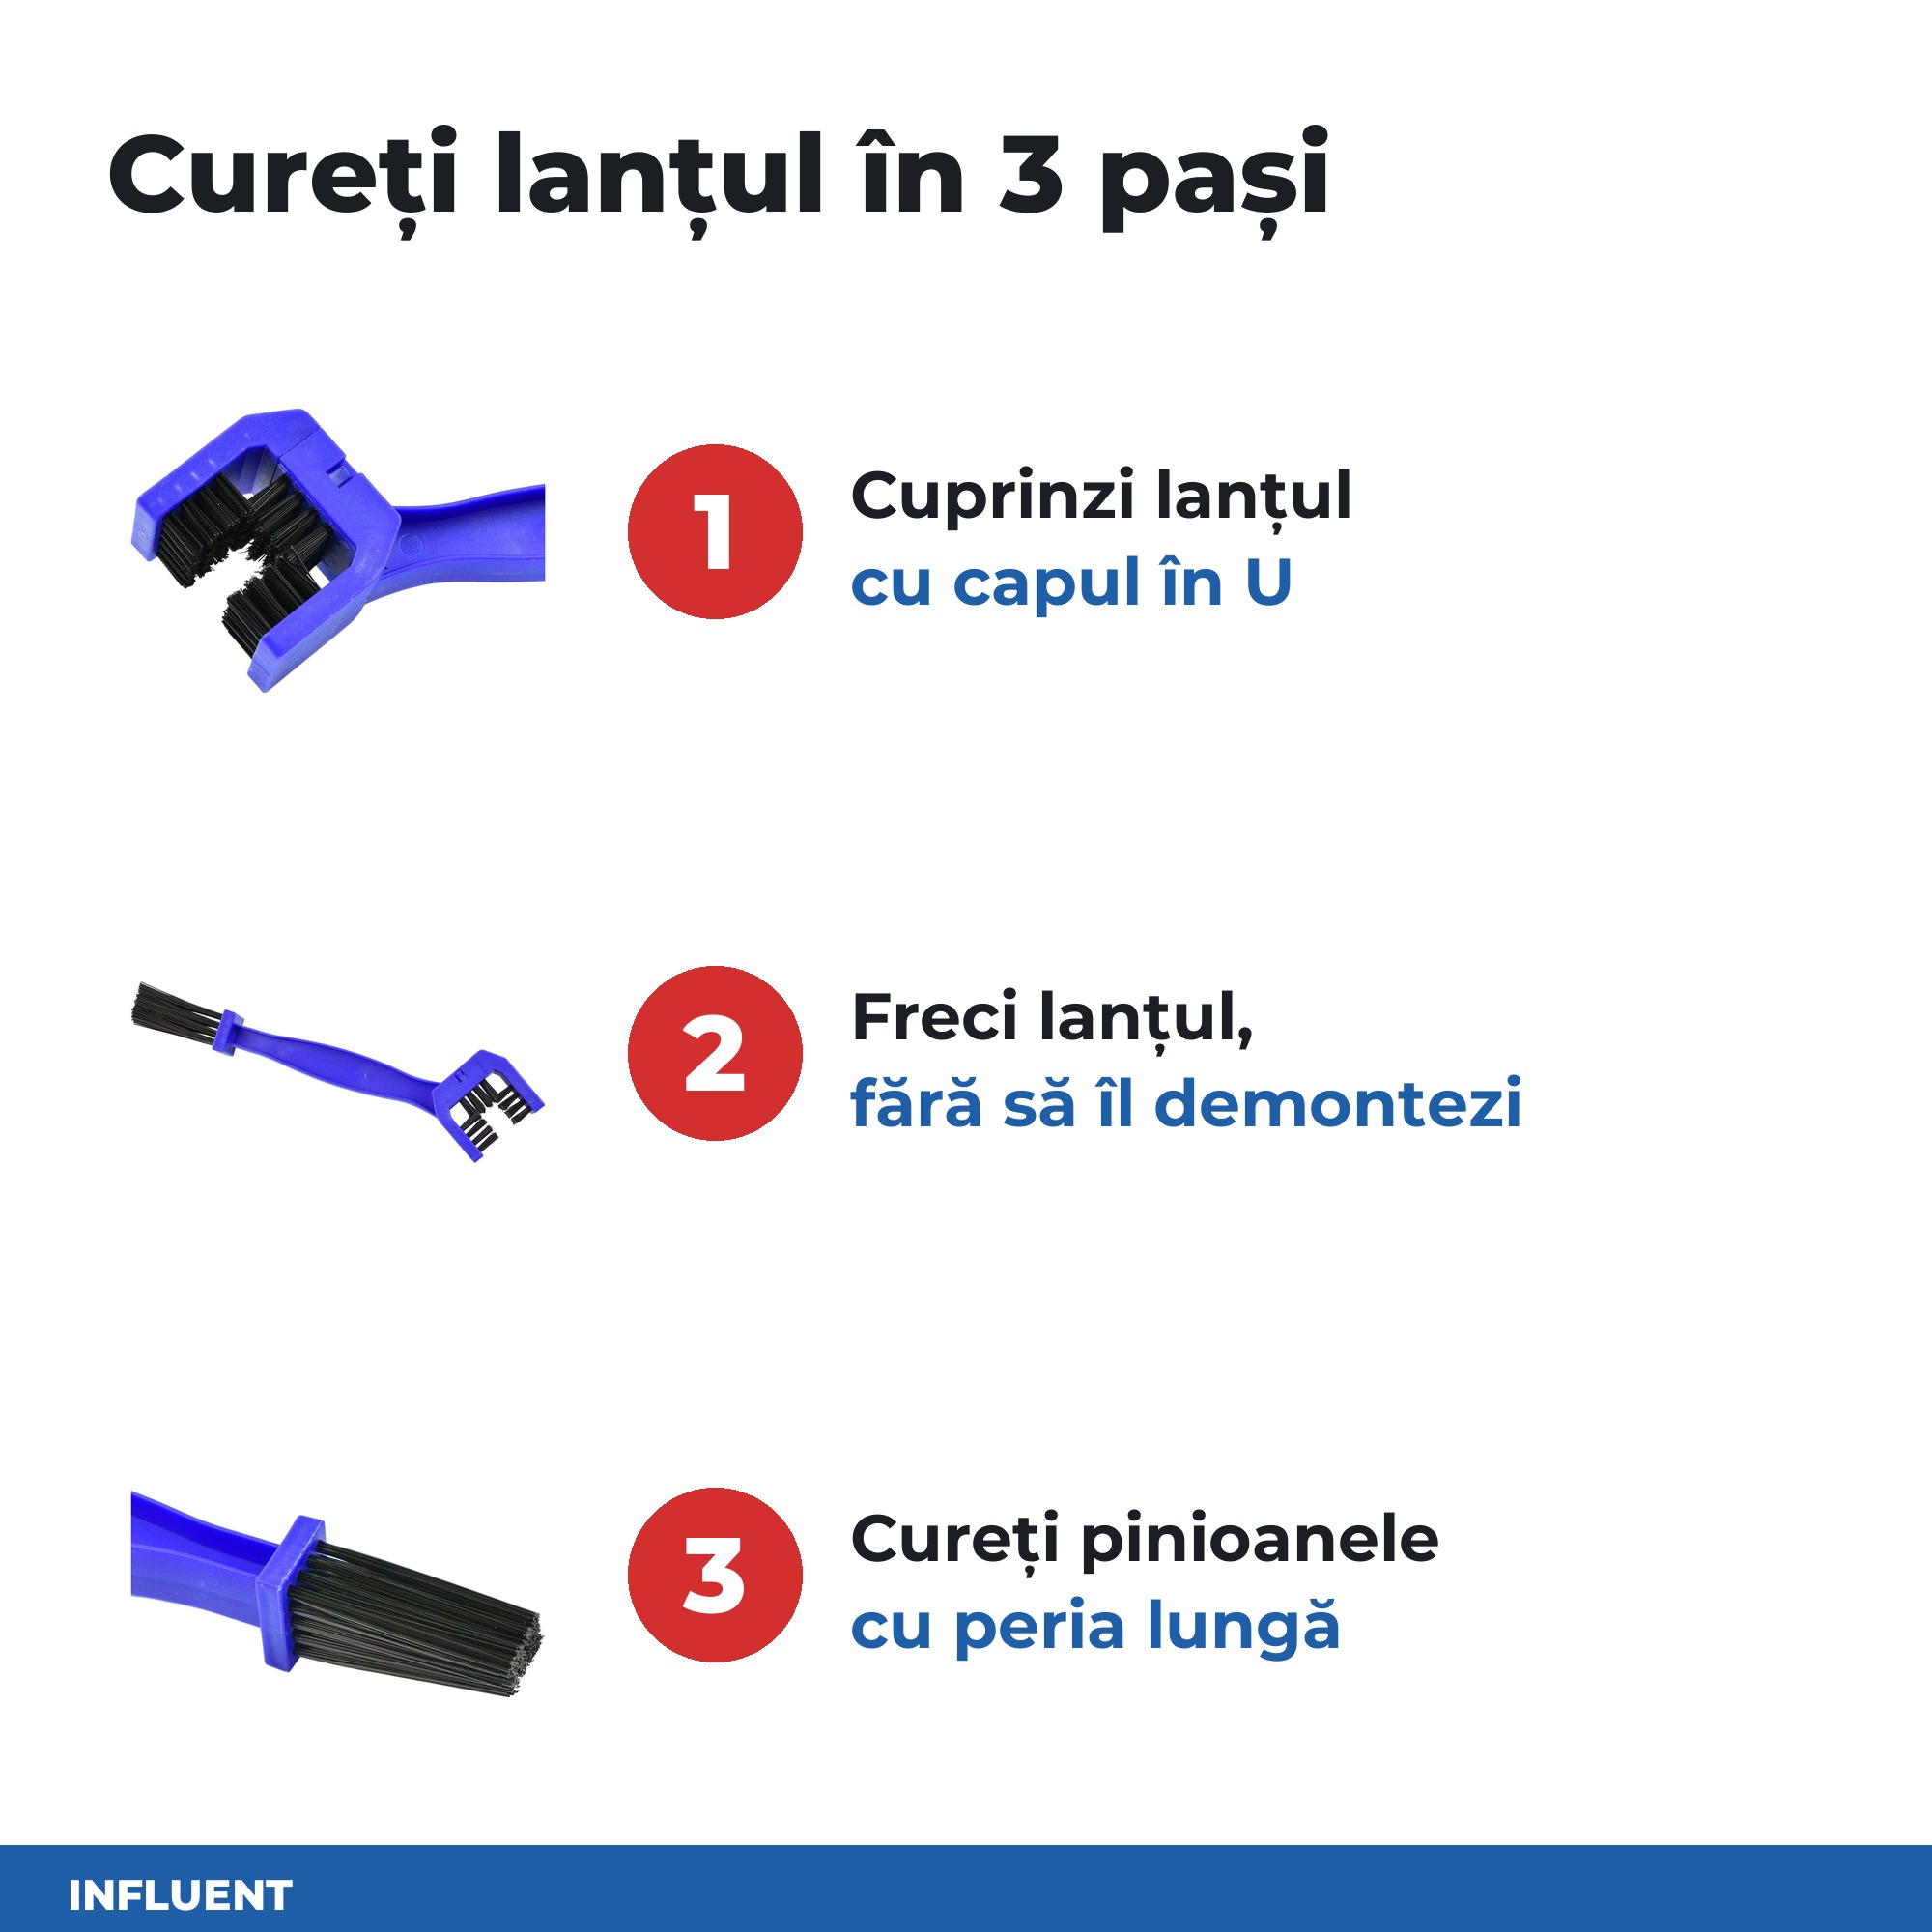 Cureți lanțul în 3 pași
1
Cuprinzi lanțul
cu capul în U
2
Freci lanțul,
fără să îl demontezi
3
Cureți pinioanele
cu peria lungă
INFLUENT